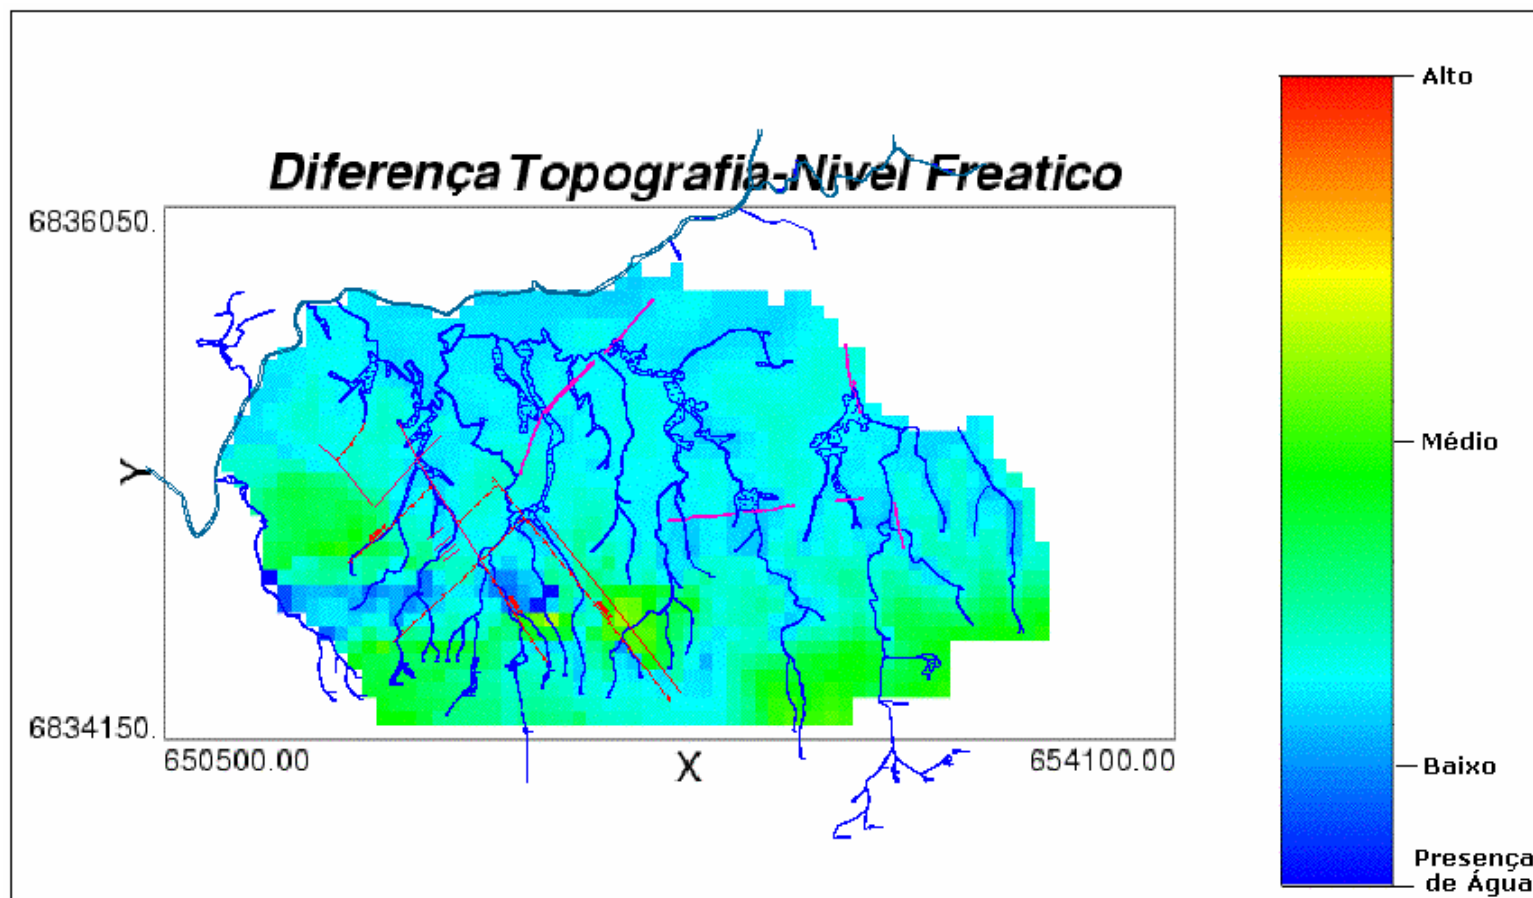 Alto
Diferença Topografia-Nivel Freatico
6836050.
Médio
Y
6834150.
650500.00
X
654100.00
Baixo
Presença
de Água